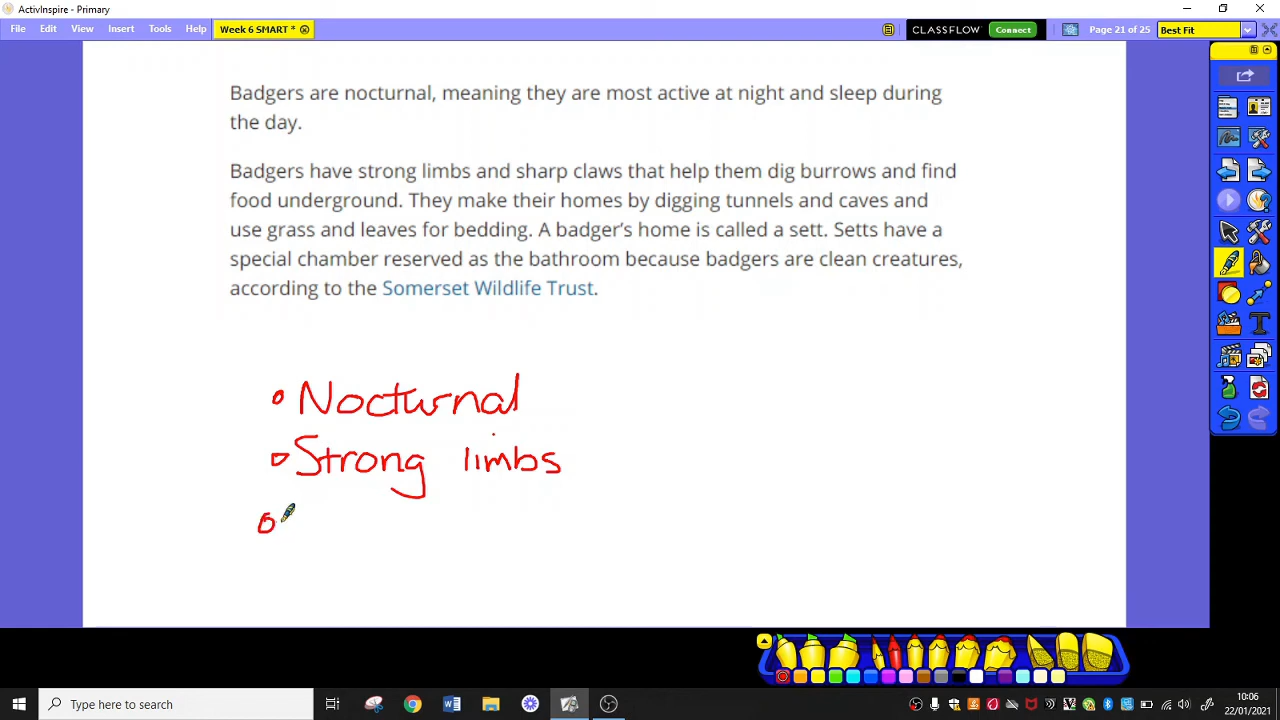 ActivInspire - Primary
File Edit View Insert Tools Help Week 6 SMART * CLASSFLOW Connect Page 21 of 25 Best Fit
Badgers are nocturnal, meaning they are most active at night and sleep during
the day.
Badgers have strong limbs and sharp claws that help them dig burrows and find
food underground. They make their homes by digging tunnels and caves and
use grass and leaves for bedding. A badger's home is called a sett. Setts have a
special chamber reserved as the bathroom because badgers are clean creatures,
according to the Somerset Wildlife Trust.
Nocturnal
Strong limbs
Type here to search
10:06
22/01/2021